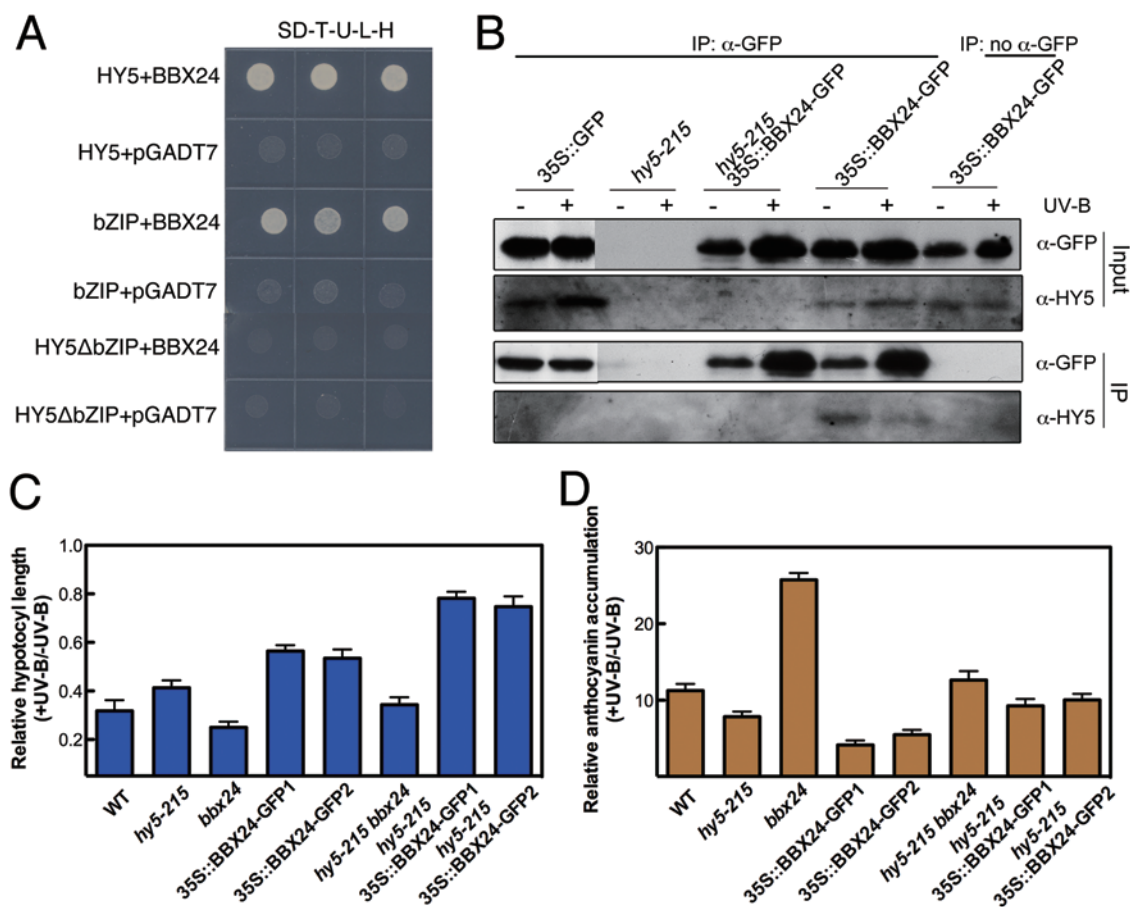 A
SD-T-U-L-H
HY5+BBX24
HY5+pGADT7
bZIP+BBX24
bZIP+pGADT7
HY5ΔbZIP+BBX24
HY5ΔbZIP+pGADT7
B
IP: α-GFP
IP: no α-GFP
35S::GFP
hy5-215
hy5-215
35S::BBX24-GFP
35S::BBX24-GFP
35S::BBX24-GFP
- + - + - + - + - + UV-B
α-GFP
α-HY5
Input
α-GFP
α-HY5
IP
C
Relative hypotocyl length
(+UV-B/-UV-B)
1.0
0.8
0.6
0.4
0.2
WT
hy5-215
bbx24
35S::BBX24-GFP1
35S::BBX24-GFP2
hy5-215 bbx24
hy5-215
35S::BBX24-GFP1
hy5-215
35S::BBX24-GFP2
D
Relative anthocyanin accumulation
(+UV-B/-UV-B)
30
20
10
WT
hy5-215
bbx24
35S::BBX24-GFP1
35S::BBX24-GFP2
hy5-215 bbx24
hy5-215
35S::BBX24-GFP1
hy5-215
35S::BBX24-GFP2